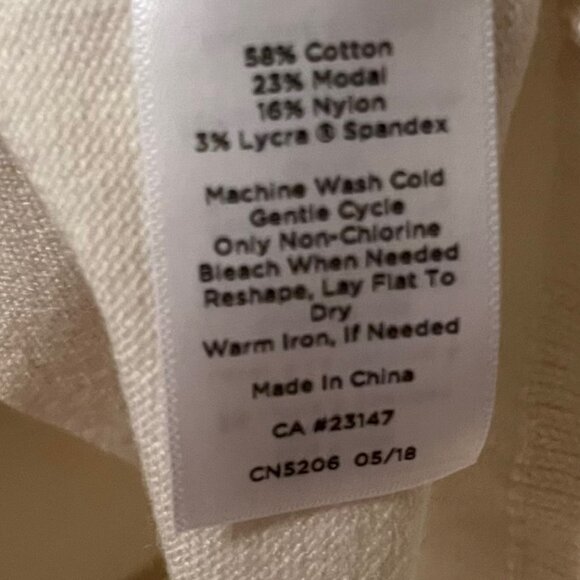 58% Cotton
23% Modal
16% Nylon
3% Lycra ® Spandex
Machine Wash Cold
Gentle Cycle
Only Non-Chlorine
Bleach When Needed
Reshape, Lay Flat To
Dry
Warm Iron, If Needed
Made In China
CA #23147
CN5206 05/18